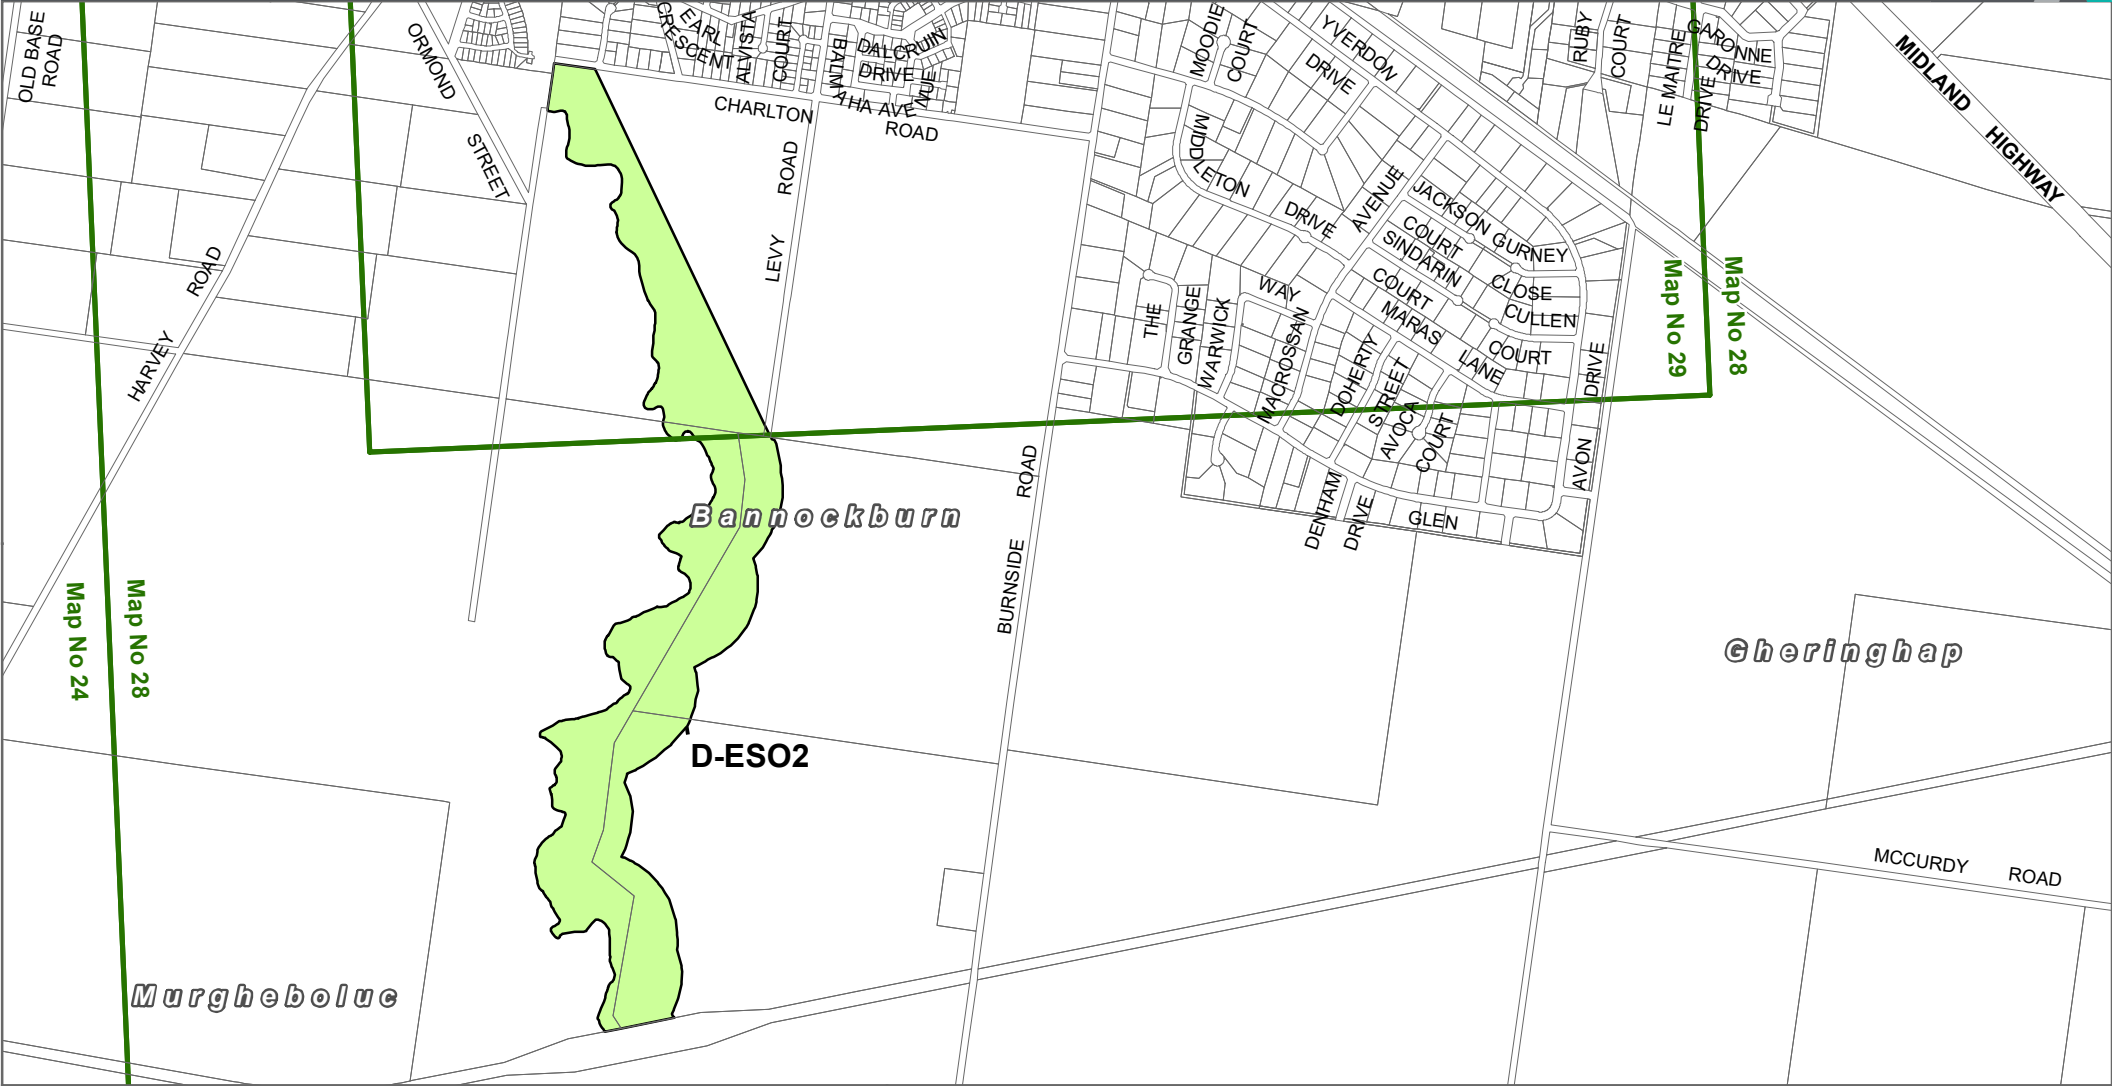 OLD BASE
ROAD
ORMOND
STREET
CRESCENT
EARL
ALVISTA
COURT
BALMAHA AVENUE
DALCRUIN
DRIVE
CHARLTON
ROAD
LEVY
ROAD
MOODIE
COURT
YVERDON
DRIVE
RUBY
COURT
LE MAITRE
DRIVE
GARONNE
DRIVE
MIDLAND
HIGHWAY
MIDDLETON
DRIVE
AVENUE
JACKSON
COURT
GURNEY
CLOSE
SINDARIN
COURT
CULLEN
COURT
MARAS
LANE
WAY
THE
GRANGE
WARWICK
MACROSSAN
DOHERTY
STREET
AVOCA
COURT
AVON
DRIVE
DENHAM
DRIVE
GLEN
HARVEY
ROAD
BURNSIDE
ROAD
Map No 29
Map No 28
Map No 24
Map No 28
Bannockburn
Gheringhap
D-ESO2
MCCURDY
ROAD
Murgheboluc